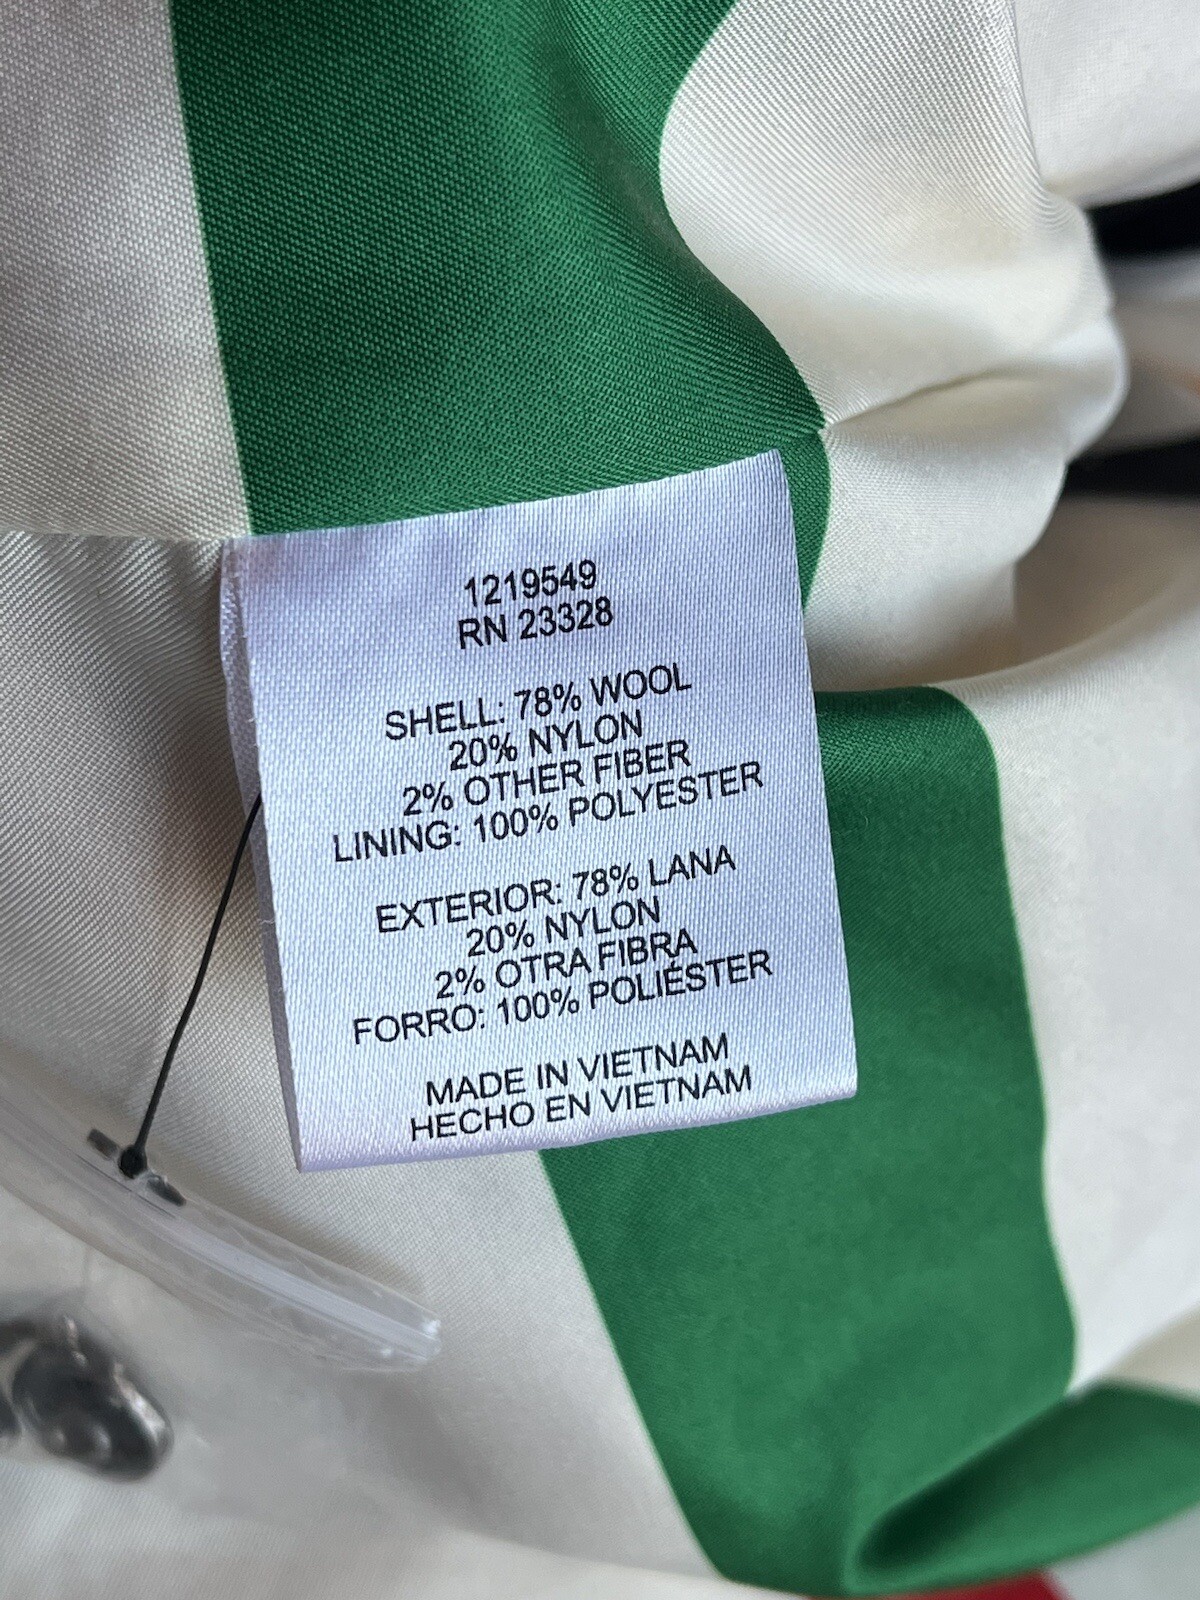 1219549
RN 23328
SHELL: 78% WOOL
20% NYLON
2% OTHER FIBER
LINING: 100% POLYESTER
EXTERIOR: 78% LANA
20% NYLON
2% OTRA FIBRA
FORRO: 100% POLIÉSTER
MADE IN VIETNAM
HECHO EN VIETNAM